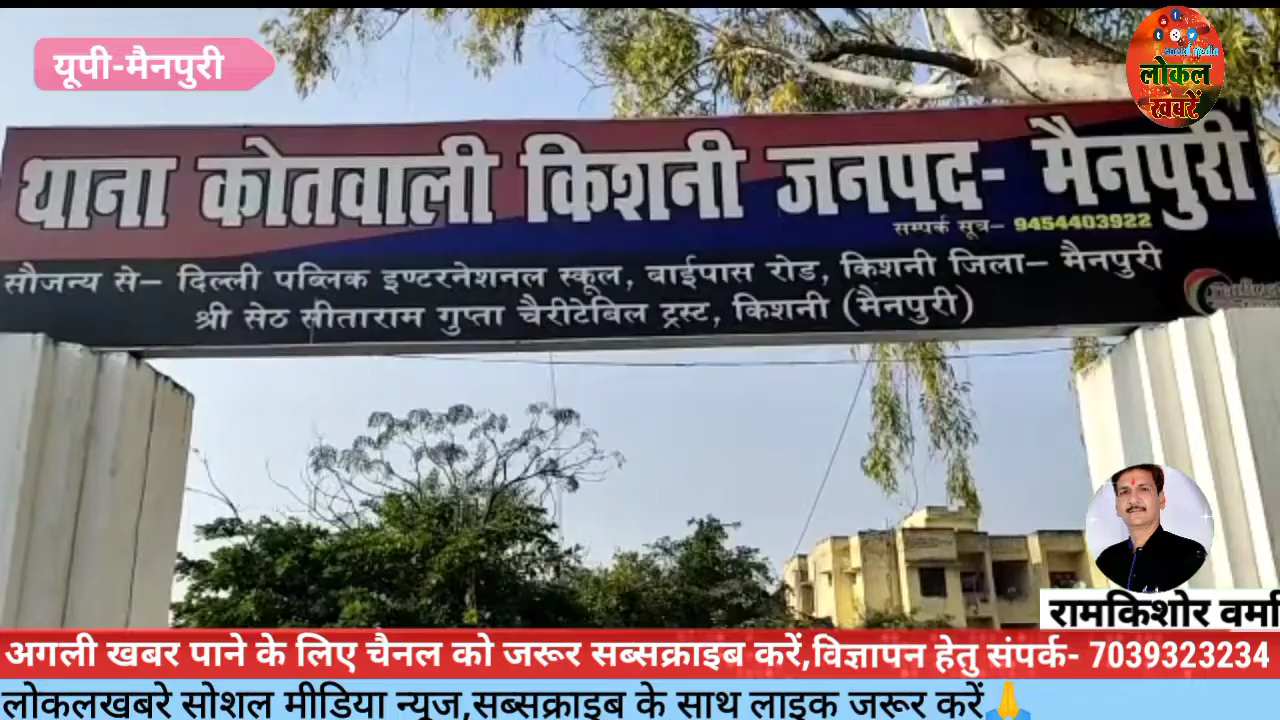 यूपी-मैनपुरी
social media
लोकल
खबरें
थाना कोतवाली किशनी जनपद- मैनपुरी
सम्पर्क सूत्र- 9454403922
सौजन्य से- दिल्ली पब्लिक इण्टरनेशनल स्कूल, बाईपास रोड, किशनी जिला- मैनपुरी
श्री सेठ सीताराम गुप्ता चैरीटेबिल ट्रस्ट, किशनी (मैनपुरी)
रामकिशोर वर्मा
अगली खबर पाने के लिए चैनल को जरूर सब्सक्राइब करें,विज्ञापन हेतु संपर्क- 7039323234
लोकलखबरे सोशल मीडिया न्यूज,सब्सक्राइब के साथ लाइक जरूर करें🙏